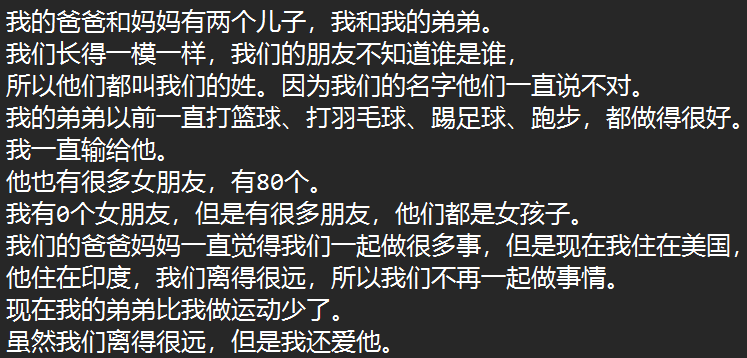 我的爸爸和妈妈有两个儿子，我和我的弟弟。
我们长得一模一样，我们的朋友不知道谁是谁，
所以他们都叫我们的姓。因为我们的名字他们一直说不对。
我的弟弟以前一直打篮球、打羽毛球、踢足球、跑步，都做得很好。
我一直输给他。
他也有很多女朋友，有80个。
我有0个女朋友，但是有很多朋友，他们都是女孩子。
我们的爸爸妈妈一直觉得我们一起做很多事，但是现在我住在美国，
他住在印度，我们离得很远，所以我们不再一起做事情。
现在我的弟弟比我做运动少了。
虽然我们离得很远，但是我还爱他。